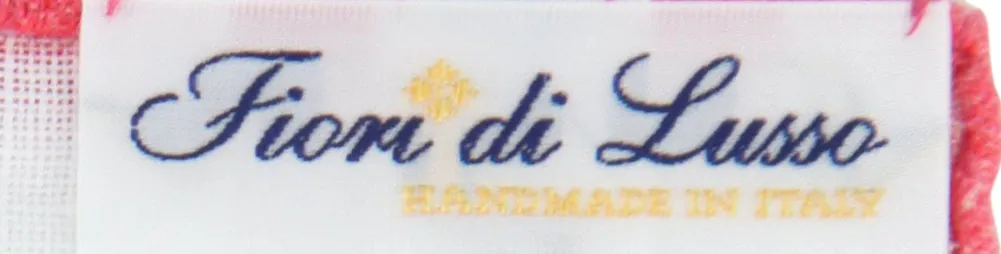 Fiori di Lusso
HANDMADE IN ITALY